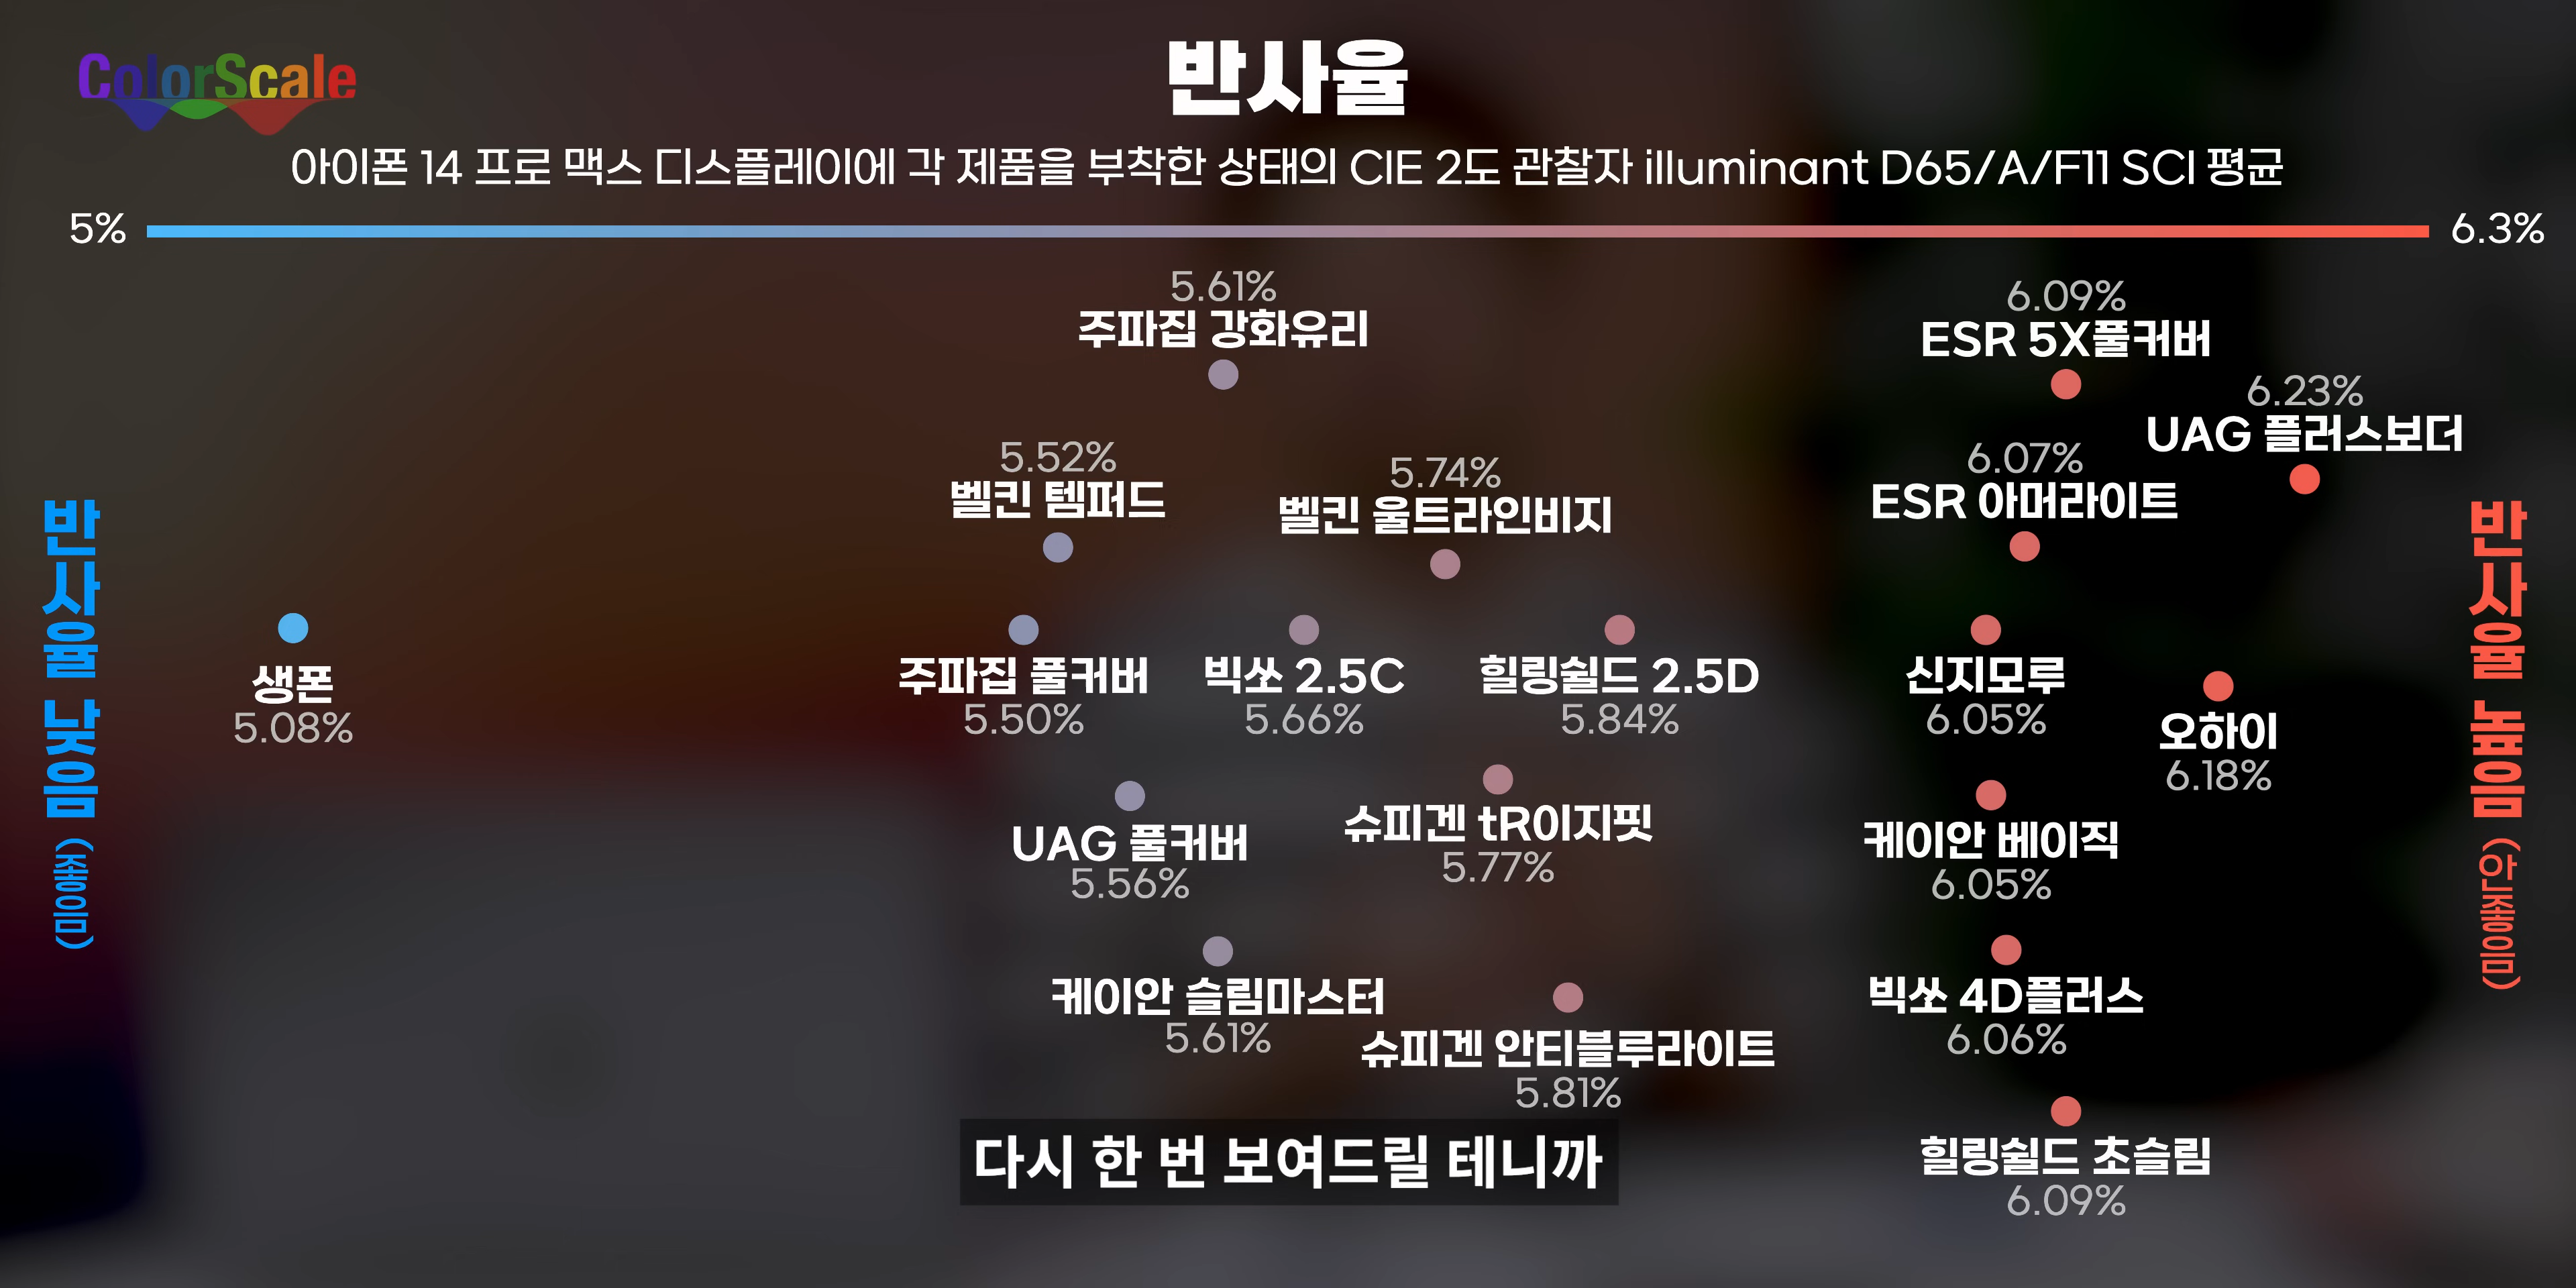 ColorScale
반사율
아이폰 14 프로 맥스 디스플레이에 각 제품을 부착한 상태의 CIE 2도 관찰자 illuminant D65/A/F11 SCI 평균
5%
6.3%
5.61%
주파집 강화유리
6.09%
ESR 5X풀커버
6.23%
UAG 플러스보더
5.52%
벨킨 템퍼드
5.74%
벨킨 울트라인비지
6.07%
ESR 아머라이트
반사율 낮음 (좋음)
반사율 높음 (안좋음)
생폰
5.08%
주파집 풀커버
5.50%
빅쏘 2.5C
5.66%
힐링쉴드 2.5D
5.84%
신지모루
6.05%
오하이
6.18%
UAG 풀커버
5.56%
슈피겐 tR이지핏
5.77%
케이안 베이직
6.05%
케이안 슬림마스터
5.61%
슈피겐 안티블루라이트
5.81%
빅쏘 4D플러스
6.06%
힐링쉴드 초슬림
6.09%
다시 한 번 보여드릴 테니까